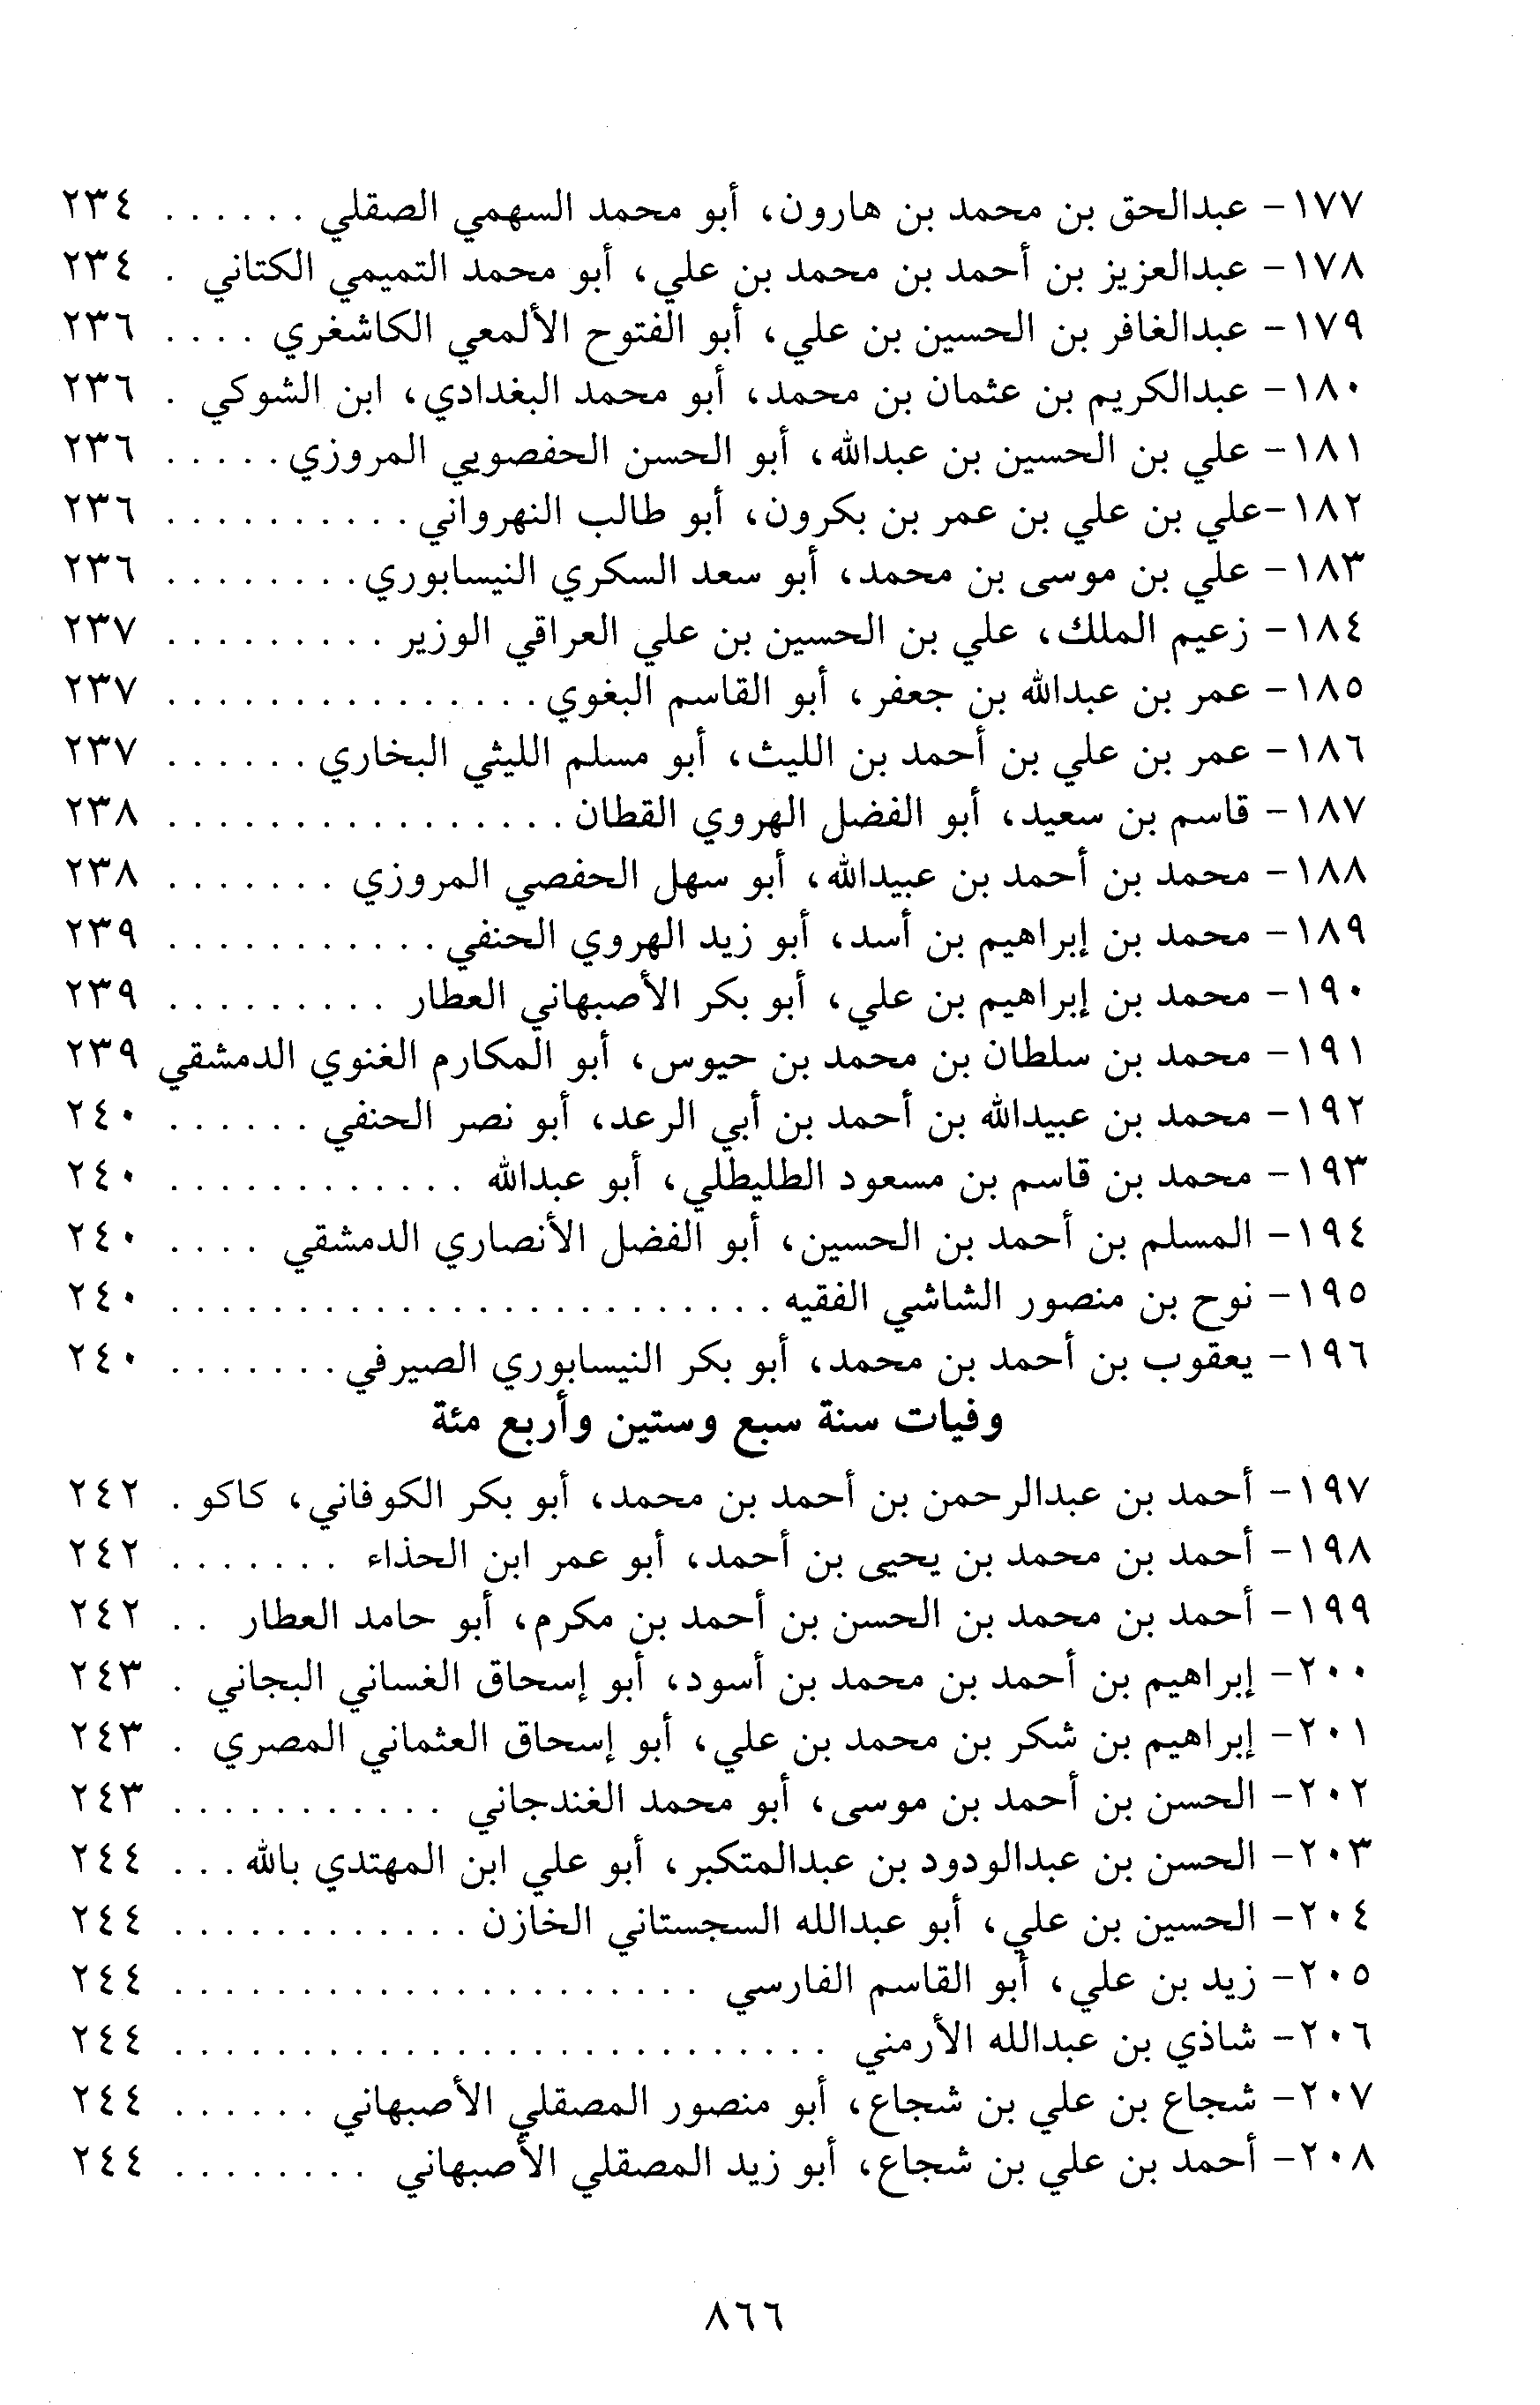 ١٧٧- عبدالحق بن محمد بن هارون، أبو محمد السهمي الصقلي . . . . . . ٢٣٤
١٧٨- عبدالعزيز بن أحمد بن محمد بن علي، أبو محمد التميمي الكتاني . ٢٣٤
١٧٩- عبدالغافر بن الحسين بن علي، أبو الفتوح الألمعي الكاشغري . . . . ٢٣٦
١٨٠- عبدالكريم بن عثمان بن محمد، أبو محمد البغدادي، ابن الشوكي . ٢٣٦
١٨١- علي بن الحسين بن عبدالله، أبو الحسن الحفصويي المروزي . . . . . ٢٣٦
١٨٢-علي بن علي بن عمر بن بكرون، أبو طالب النهرواني . . . . . . . . . . ٢٣٦
١٨٣- علي بن موسى بن محمد، أبو سعد السكري النيسابوري . . . . . . . . ٢٣٦
١٨٤- زعيم الملك، علي بن الحسين بن علي العراقي الوزير . . . . . . . . . ٢٣٧
١٨٥- عمر بن عبدالله بن جعفر، أبو القاسم البغوي . . . . . . . . . . . . . . . ٢٣٧
١٨٦- عمر بن علي بن أحمد بن الليث، أبو مسلم الليثي البخاري . . . . . . ٢٣٧
١٨٧- قاسم بن سعيد، أبو الفضل الهروي القطان . . . . . . . . . . . . . . . . ٢٣٨
١٨٨- محمد بن أحمد بن عبيدالله، أبو سهل الحفصي المروزي . . . . . . . ٢٣٨
١٨٩- محمد بن إبراهيم بن أسد، أبو زيد الهروي الحنفي . . . . . . . . . . . ٢٣٩
١٩٠- محمد بن إبراهيم بن علي، أبو بكر الأصبهاني العطار . . . . . . . . . ٢٣٩
١٩١- محمد بن سلطان بن محمد بن حيوس، أبو المكارم الغنوي الدمشقي ٢٣٩
١٩٢- محمد بن عبيدالله بن أحمد بن أبي الرعد، أبو نصر الحنفي . . . . . . ٢٤٠
١٩٣- محمد بن قاسم بن مسعود الطليطلي، أبو عبدالله . . . . . . . . . . . . ٢٤٠
١٩٤- المسلم بن أحمد بن الحسين، أبو الفضل الأنصاري الدمشقي . . . . ٢٤٠
١٩٥- نوح بن منصور الشاشي الفقيه . . . . . . . . . . . . . . . . . . . . . . . . ٢٤٠
١٩٦- يعقوب بن أحمد بن محمد، أبو بكر النيسابوري الصيرفي . . . . . . . ٢٤٠
وفيات سنة سبع وستين وأربع مئة
١٩٧- أحمد بن عبدالرحمن بن أحمد بن محمد، أبو بكر الكوفاني، كاكو . ٢٤٢
١٩٨- أحمد بن محمد بن يحيى بن أحمد، أبو عمر ابن الحذاء . . . . . . . ٢٤٢
١٩٩- أحمد بن محمد بن الحسن بن أحمد بن مكرم، أبو حامد العطار . . ٢٤٢
٢٠٠- إبراهيم بن أحمد بن محمد بن أسود، أبو إسحاق الغساني البجاني . ٢٤٣
٢٠١- إبراهيم بن شكر بن محمد بن علي، أبو إسحاق العثماني المصري . ٢٤٣
٢٠٢- الحسن بن أحمد بن موسى، أبو محمد الغندجاني . . . . . . . . . . . ٢٤٣
٢٠٣- الحسن بن عبدالودود بن عبدالمتكبر، أبو علي ابن المهتدي بالله . . . ٢٤٤
٢٠٤- الحسين بن علي، أبو عبدالله السجستاني الخازن . . . . . . . . . . . . ٢٤٤
٢٠٥- زيد بن علي، أبو القاسم الفارسي . . . . . . . . . . . . . . . . . . . . . ٢٤٤
٢٠٦- شاذي بن عبدالله الأرمني . . . . . . . . . . . . . . . . . . . . . . . . . . ٢٤٤
٢٠٧- شجاع بن علي بن شجاع، أبو منصور المصقلي الأصبهاني . . . . . . ٢٤٤
٢٠٨- أحمد بن علي بن شجاع، أبو زيد المصقلي الأصبهاني . . . . . . . . ٢٤٤
٨٦٦